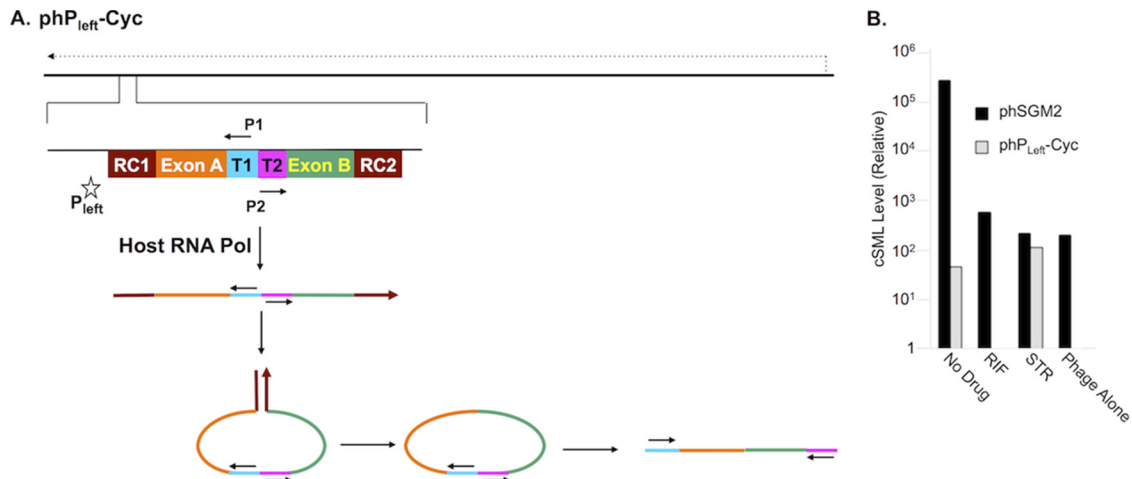 A. phPleft-Cyc
P1
RC1 Exon A T1 T2 Exon B RC2
Pleft
P2
Host RNA Pol
B.
cSML Level (Relative)
10⁶
10⁵
10⁴
10³
10²
10¹
1
phSGM2
phPLeft-Cyc
No Drug
RIF
STR
Phage Alone